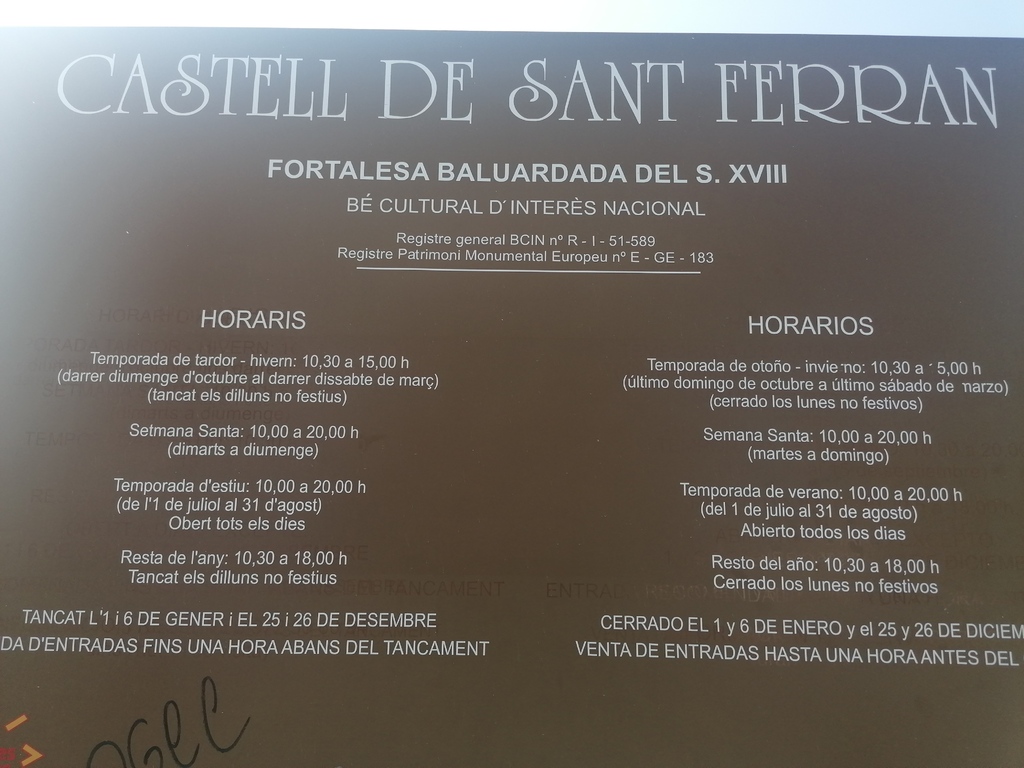 CASTELL DE SANT FERRAN
FORTALESA BALUARDADA DEL S. XVIII
BÉ CULTURAL D´INTERÈS NACIONAL
Registre general BCIN nº R - I - 51-589
Registre Patrimoni Monumental Europeu nº E - GE - 183
HORARIS
Temporada de tardor - hivern: 10,30 a 15,00 h
(darrer diumenge d'octubre al darrer dissabte de març)
(tancat els dilluns no festius)
Setmana Santa: 10,00 a 20,00 h
(dimarts a diumenge)
Temporada d'estiu: 10,00 a 20,00 h
(de l'1 de juliol al 31 d'agost)
Obert tots els dies
Resta de l'any: 10,30 a 18,00 h
Tancat els dilluns no festius
TANCAT L'1 i 6 DE GENER i EL 25 i 26 DE DESEMBRE
DA D'ENTRADAS FINS UNA HORA ABANS DEL TANCAMENT
HORARIOS
Temporada de otoño - invierno: 10,30 a 15,00 h
(último domingo de octubre a último sábado de marzo)
(cerrado los lunes no festivos)
Semana Santa: 10,00 a 20,00 h
(martes a domingo)
Temporada de verano: 10,00 a 20,00 h
(del 1 de julio al 31 de agosto)
Abierto todos los dias
Resto del año: 10,30 a 18,00 h
Cerrado los lunes no festivos
CERRADO EL 1 y 6 DE ENERO y el 25 y 26 DE DICIEM
VENTA DE ENTRADAS HASTA UNA HORA ANTES DEL